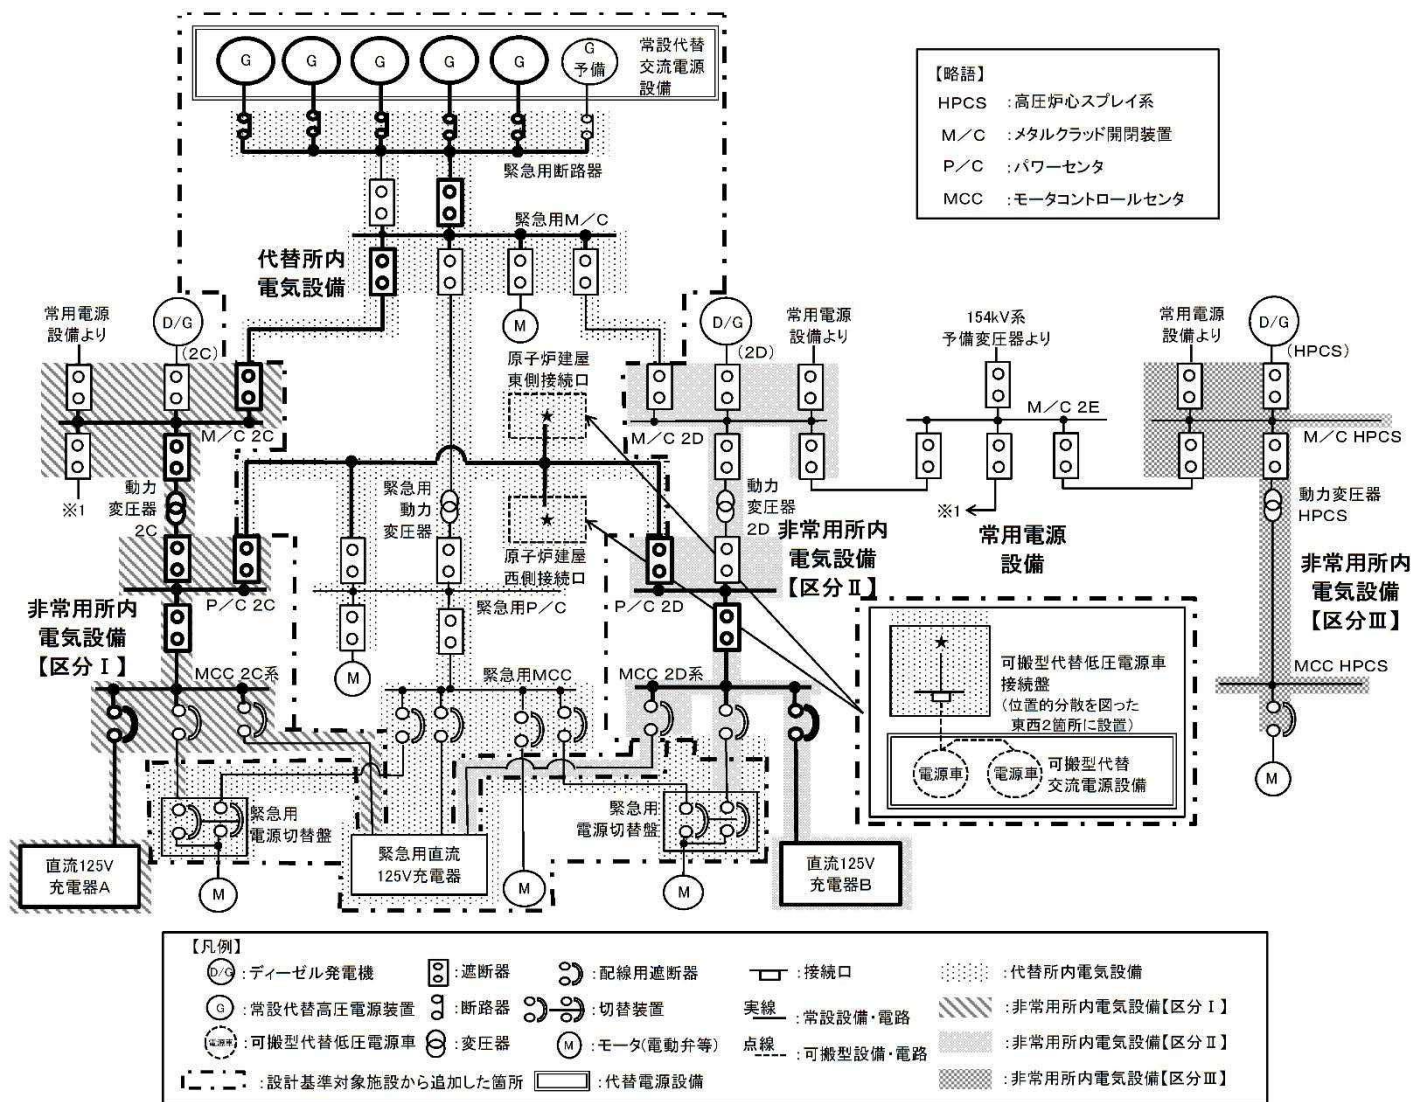 G
G
G
G
G
G
予備
常設代替
交流電源
設備
緊急用断路器
緊急用M/C
代替所内
電気設備
【略語】
HPCS :高圧炉心スプレイ系
M/C :メタルクラッド開閉装置
P/C :パワーセンタ
MCC :モータコントロールセンタ
常用電源
設備より
D/G
(2C)
M
原子炉建屋
東側接続口
★
D/G
(2D)
常用電源
設備より
154kV系
予備変圧器より
常用電源
設備より
D/G
(HPCS)
M/C 2C
M/C 2D
M/C 2E
M/C HPCS
※1
動力
変圧器
2C
緊急用
動力
変圧器
★
原子炉建屋
西側接続口
動力
変圧器
2D
非常用所内
電気設備
【区分Ⅱ】
※1
常用電源
設備
動力変圧器
HPCS
非常用所内
電気設備
【区分Ⅲ】
P/C 2C
緊急用P/C
P/C 2D
非常用所内
電気設備
【区分Ⅰ】
M
MCC 2C系
緊急用MCC
MCC 2D系
MCC HPCS
M
★
可搬型代替低圧電源車
接続盤
(位置的分散を図った
東西2箇所に設置)
電源車
電源車
可搬型代替
交流電源設備
緊急用
電源切替盤
緊急用
電源切替盤
直流125V
充電器A
M
緊急用直流
125V充電器
M
M
直流125V
充電器B
【凡例】
D/G :ディーゼル発電機
:遮断器
:配線用遮断器
:接続口
:代替所内電気設備
G :常設代替高圧電源装置
:断路器
:切替装置
実線 :常設設備・電路
:非常用所内電気設備【区分Ⅰ】
電源車 :可搬型代替低圧電源車
:変圧器
M :モータ(電動弁等)
点線 :可搬型設備・電路
:非常用所内電気設備【区分Ⅱ】
:設計基準対象施設から追加した箇所
:代替電源設備
:非常用所内電気設備【区分Ⅲ】